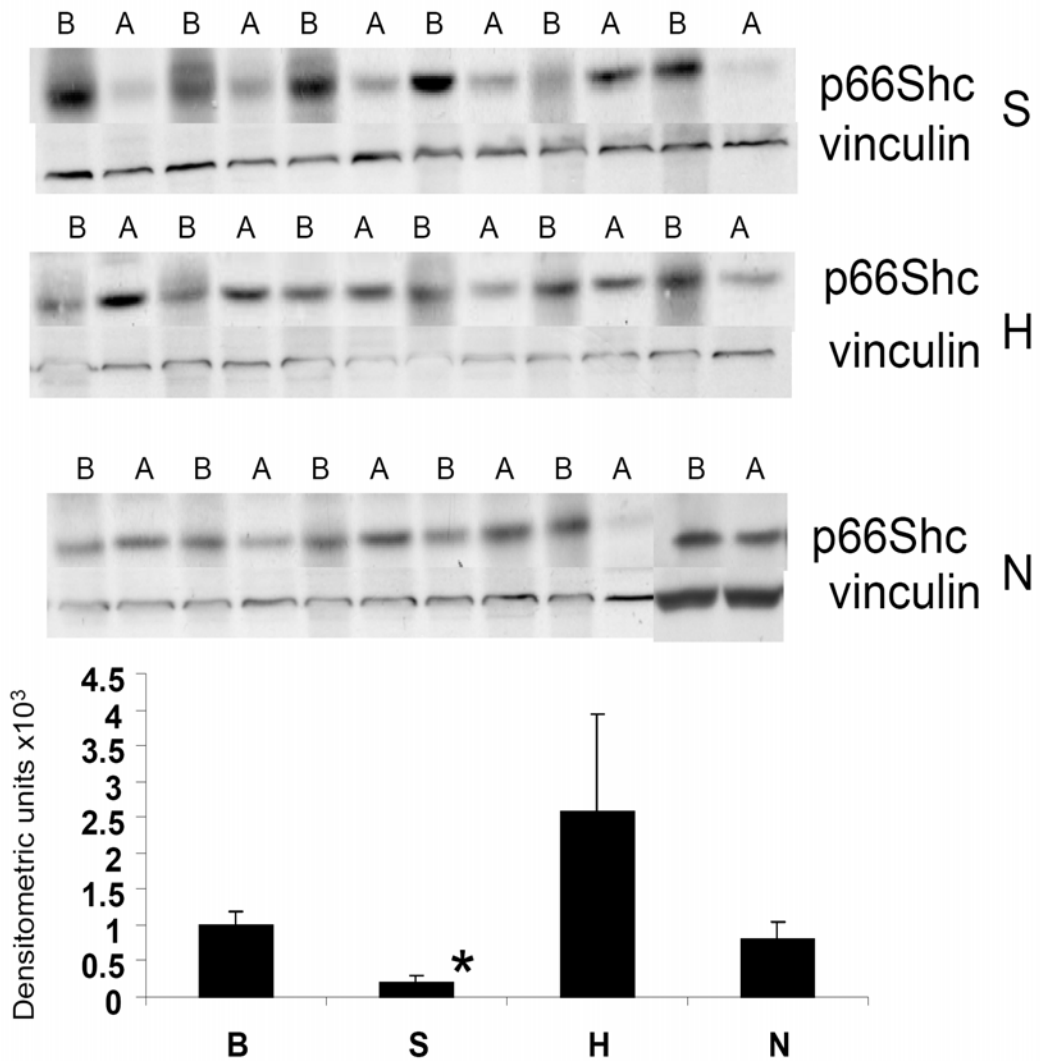 B A B A B A B A B A B A
p66Shc
S
vinculin
B A B A B A B A B A B A
p66Shc
H
vinculin
B A B A B A B A B A B A
p66Shc
N
vinculin
Densitometric units x10³
4.5
4
3.5
3
2.5
2
1.5
1
0.5
0
*
B S H N